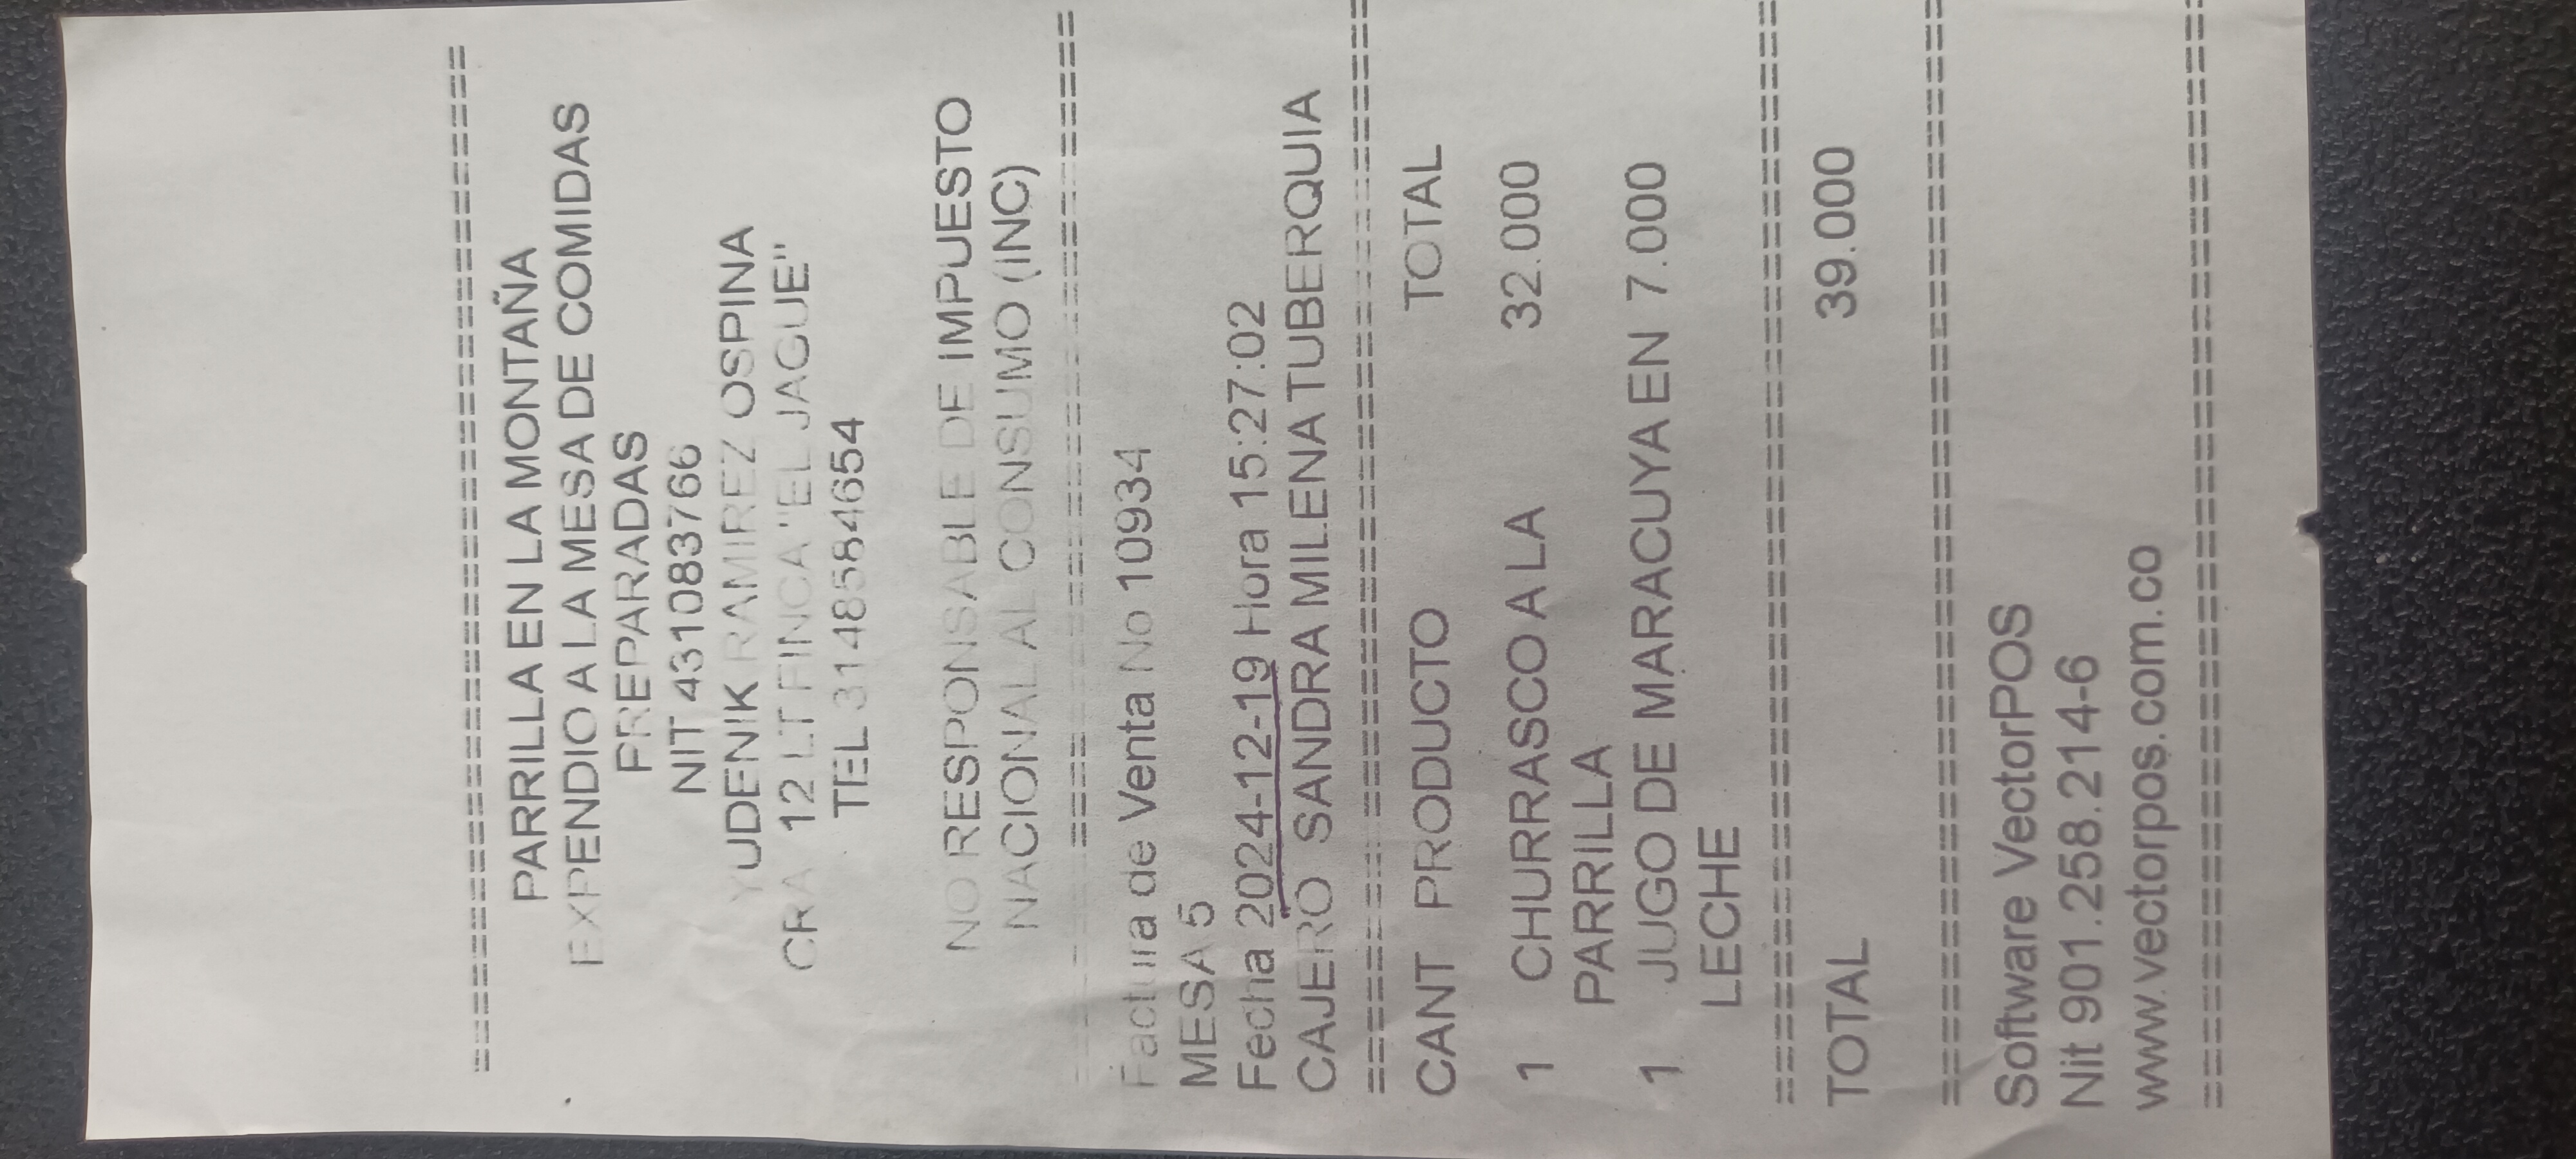 ==============================
PARRILLA EN LA MONTAÑA
EXPENDIO A LA MESA DE COMIDAS
PREPARADAS
NIT 431083766
YUDENIK RAMIREZ OSPINA
CRA 12 LT FINCA "EL JAGUE"
TEL 3148584654
NO RESPONSABLE DE IMPUESTO
NACIONAL AL CONSUMO (INC)
==============================
Factura de Venta No 10934
MESA 5
Fecha 2024-12-19 Hora 15:27:02
CAJERO SANDRA MILENA TUBERQUIA
==============================
CANT PRODUCTO TOTAL
1 CHURRASCO A LA 32.000
PARRILLA
1 JUGO DE MARACUYA EN 7.000
LECHE
==============================
TOTAL 39.000
==============================
Software VectorPOS
Nit 901.258.214-6
www.vectorpos.com.co
==============================